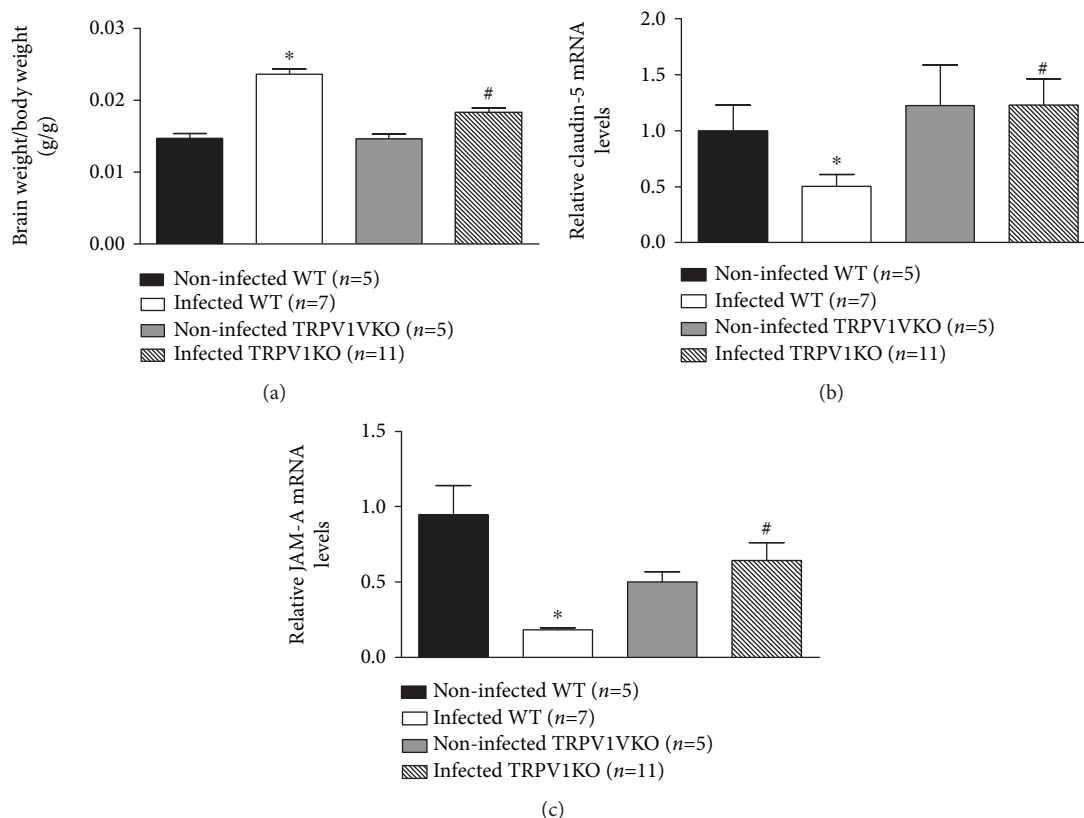 Brain weight/body weight
(g/g)
0.03
0.02
0.01
0.00
*
#
Non-infected WT (n=5)
Infected WT (n=7)
Non-infected TRPV1VKO (n=5)
Infected TRPV1KO (n=11)
(a)
Relative claudin-5 mRNA
levels
2.0
1.5
1.0
0.5
0.0
*
#
Non-infected WT (n=5)
Infected WT (n=7)
Non-infected TRPV1VKO (n=5)
Infected TRPV1KO (n=11)
(b)
Relative JAM-A mRNA
levels
1.5
1.0
0.5
0.0
*
#
Non-infected WT (n=5)
Infected WT (n=7)
Non-infected TRPV1VKO (n=5)
Infected TRPV1KO (n=11)
(c)